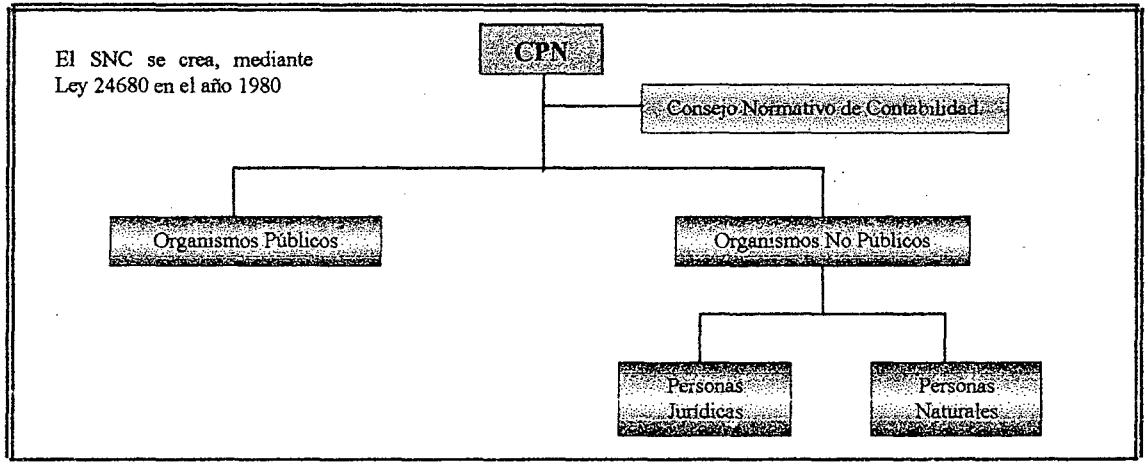 El SNC se crea, mediante
Ley 24680 en el año 1980
CPN
Consejo Normativo de Contabilidad
Organismos Públicos
Organismos No Públicos
Personas
Jurídicas
Personas
Naturales